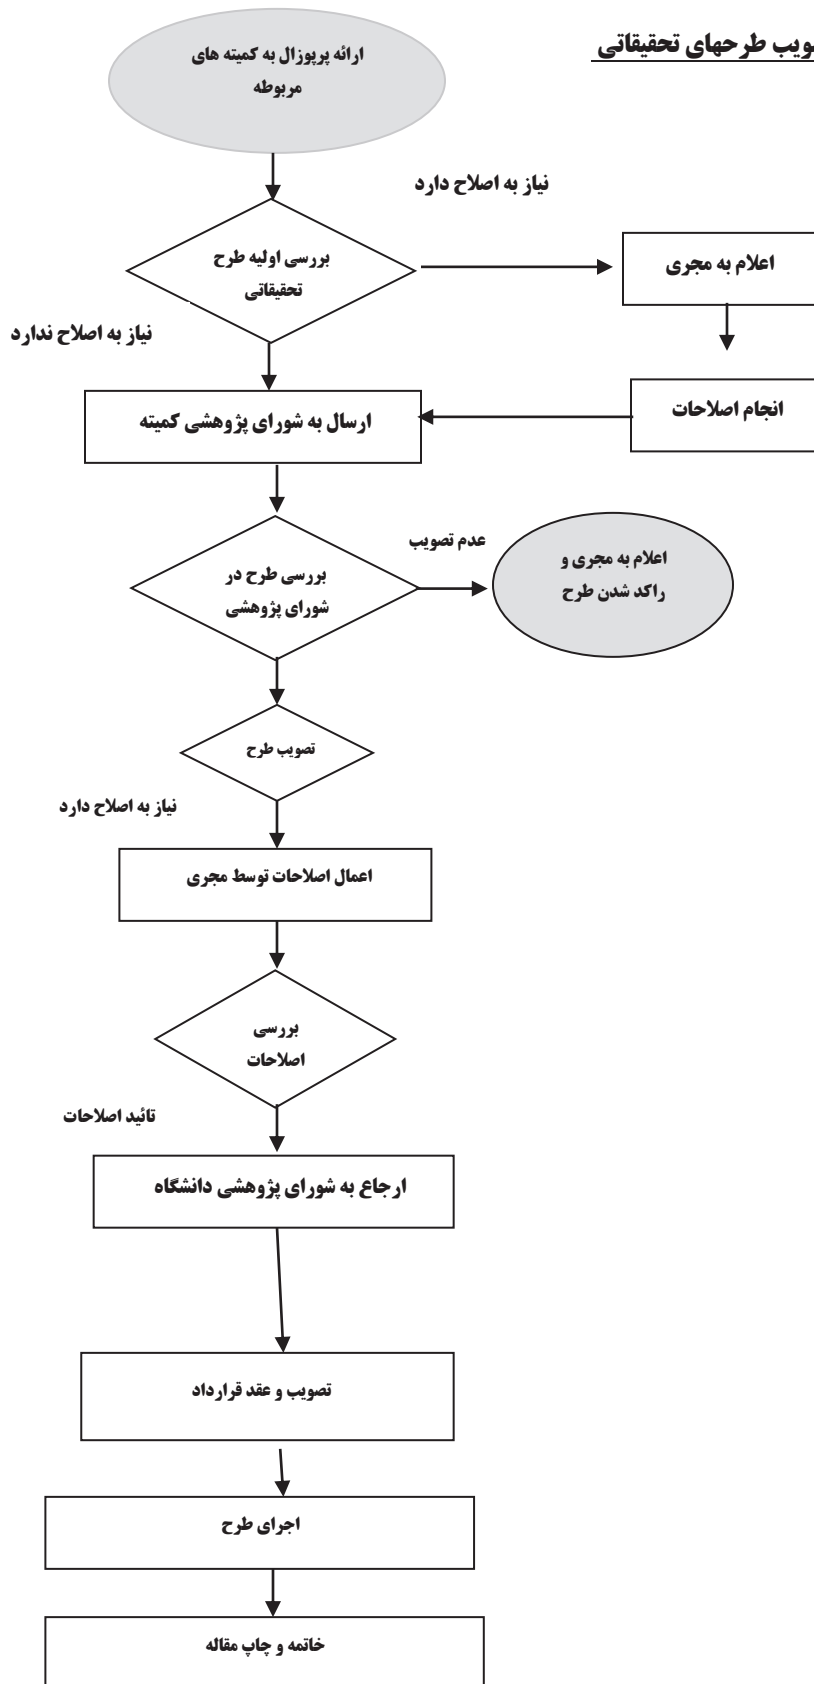 طرحهای تحقیقاتی
ارائه پرپوزال به کمیته های
مربوطه
نیاز به اصلاح دارد
بررسی اولیه طرح
تحقیقاتی
اعلام به مجری
نیاز به اصلاح ندارد
انجام اصلاحات
ارسال به شورای پژوهشی کمیته
بررسی طرح در
شورای پژوهشی
عدم تصویب
اعلام به مجری و
راکد شدن طرح
تصویب طرح
نیاز به اصلاح دارد
اعمال اصلاحات توسط مجری
بررسی
اصلاحات
تائید اصلاحات
ارجاع به شورای پژوهشی دانشگاه
تصویب و عقد قرارداد
اجرای طرح
خاتمه و چاپ مقاله